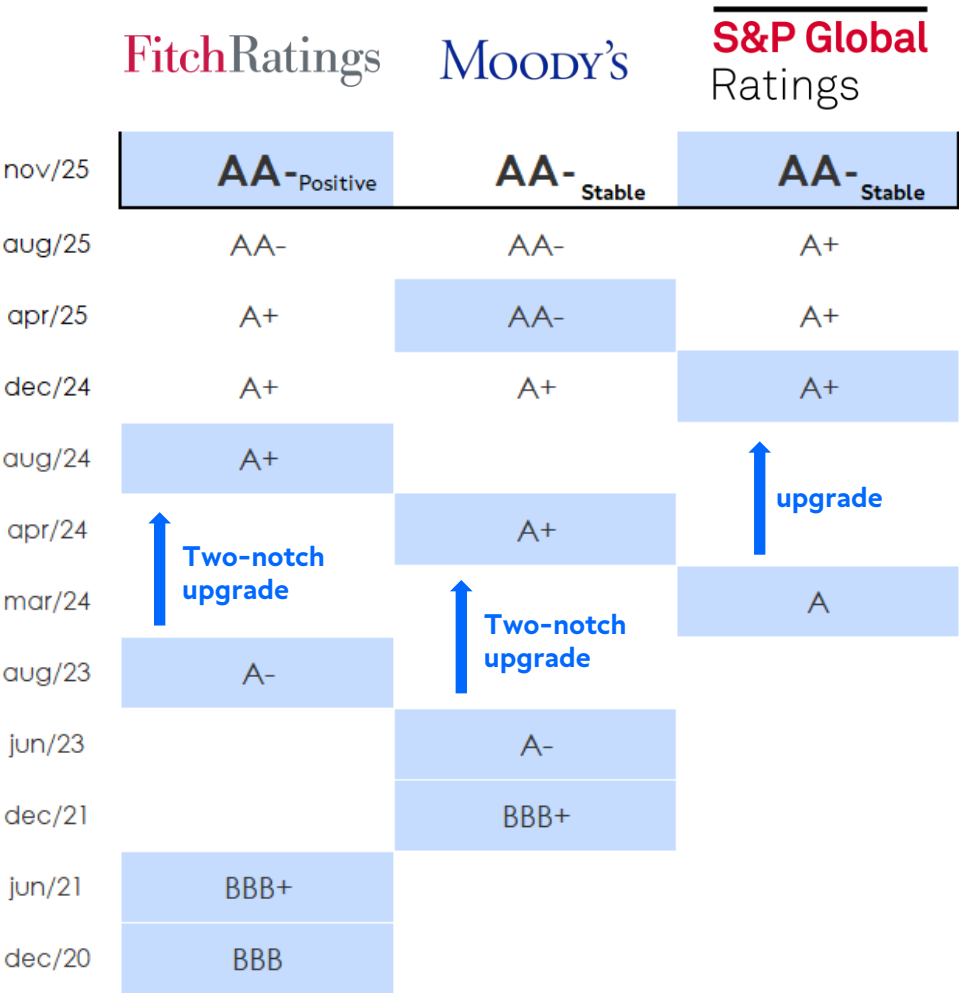 FitchRatings
MOODY'S
S&P Global
Ratings
nov/25 AA- Positive AA- Stable AA- Stable
aug/25 AA- AA- A+
apr/25 A+ AA- A+
dec/24 A+ A+ A+
aug/24 A+
upgrade
apr/24 A+
Two-notch
upgrade
mar/24 A
Two-notch
upgrade
aug/23 A-
jun/23 A-
dec/21 BBB+
jun/21 BBB+
dec/20 BBB